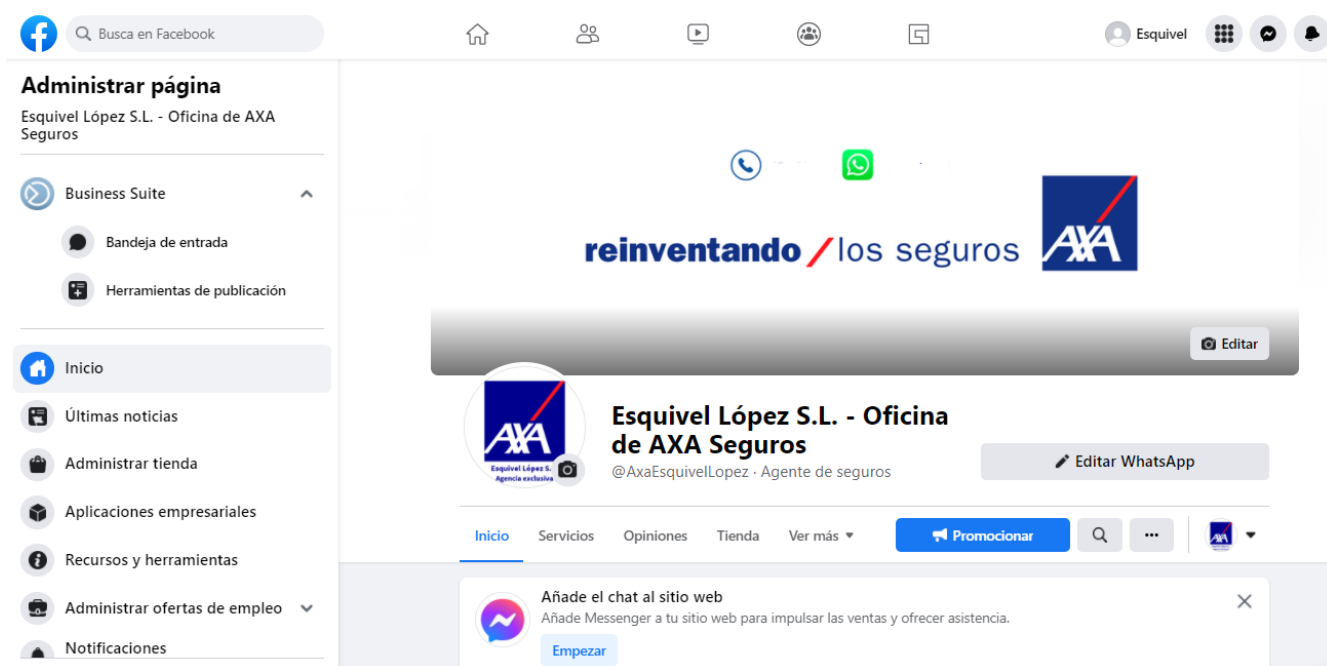 Busca en Facebook
Esquivel
Administrar página
Esquivel López S.L. - Oficina de AXA
Seguros
Business Suite
Bandeja de entrada
Herramientas de publicación
Inicio
Últimas noticias
Administrar tienda
Aplicaciones empresariales
Recursos y herramientas
Administrar ofertas de empleo
Notificaciones
reinventando / los seguros
AXA
Editar
AXA
Esquivel López S.
Agencia exclusiva
Esquivel López S.L. - Oficina
de AXA Seguros
@AxaEsquivelLopez · Agente de seguros
Editar WhatsApp
Inicio
Servicios
Opiniones
Tienda
Ver más
Promocionar
AXA
Añade el chat al sitio web
Añade Messenger a tu sitio web para impulsar las ventas y ofrecer asistencia.
Empezar